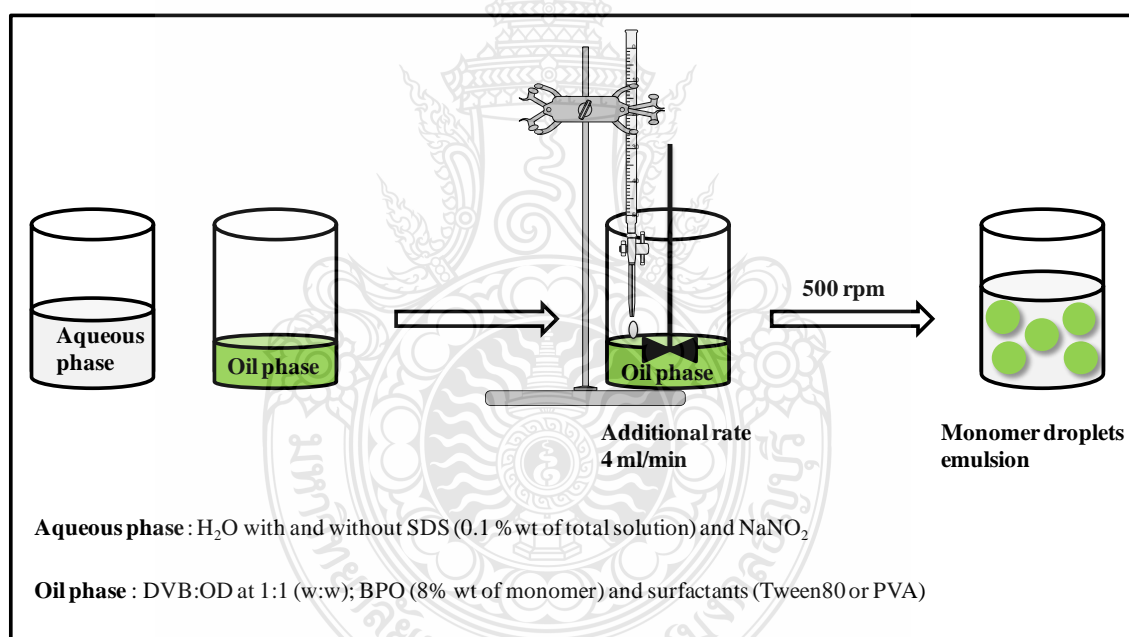 Aqueous
phase
Oil phase
Oil phase
500 rpm
Additional rate
4 ml/min
Monomer droplets
emulsion
Aqueous phase : H₂O with and without SDS (0.1 %wt of total solution) and NaNO₂
Oil phase : DVB:OD at 1:1 (w:w); BPO (8% wt of monomer) and surfactants (Tween80 or PVA)